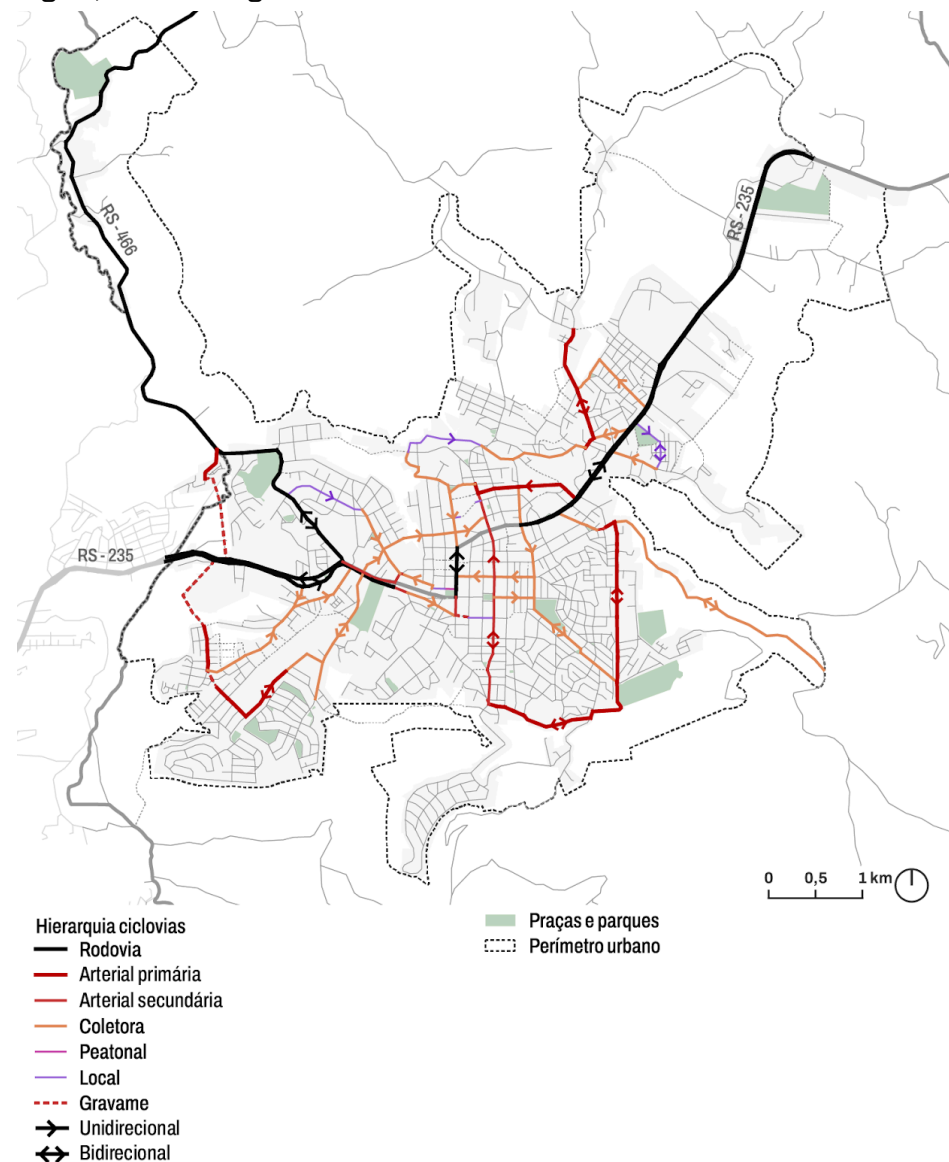 RS - 466
RS - 235
RS - 235
0 0,5 1 km
Hierarquia ciclovias
Rodovia
Arterial primária
Arterial secundária
Coletora
Peatonal
Local
Gravame
Unidirecional
Bidirecional
Praças e parques
Perímetro urbano